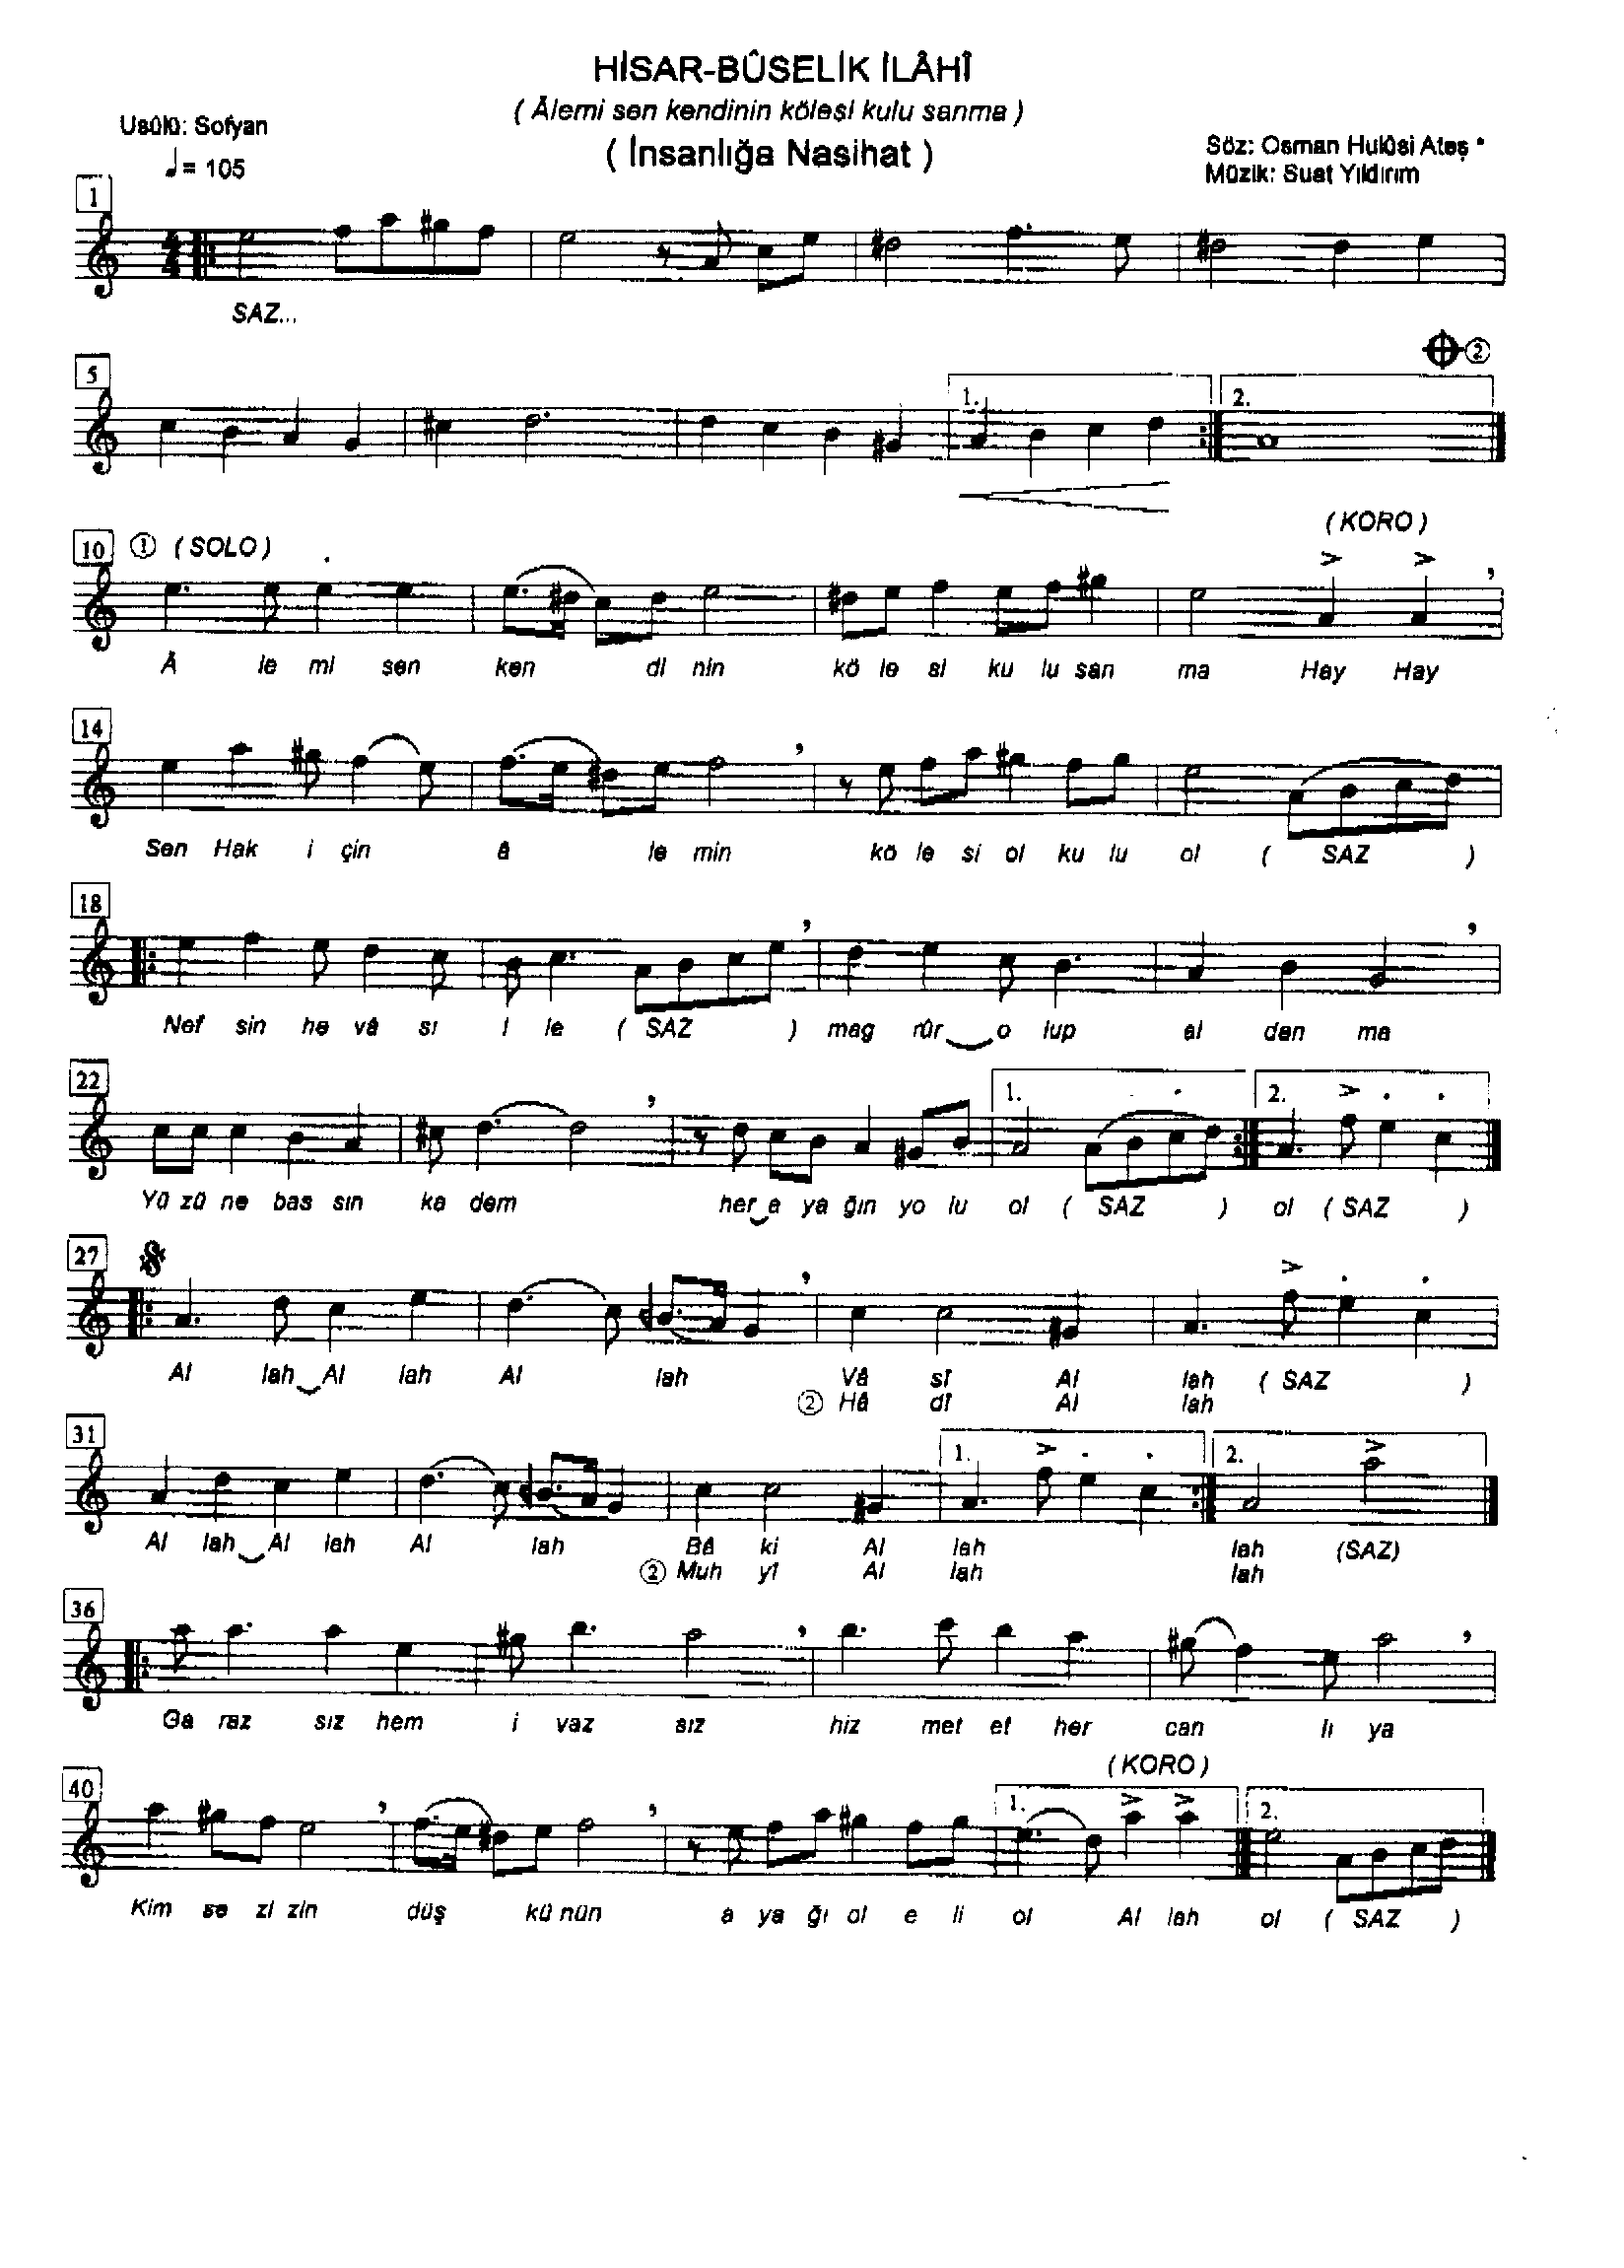 HİSAR-BÛSELİK İLÂHÎ
( Âlemi sen kendinin kölesi kulu sanma )
Usûlü: Sofyan
( İnsanlığa Nasihat )
Söz: Osman Hulûsi Ateş *
♩ = 105
Müzik: Suat Yıldırım
1
4/4
SAZ...
5
1. 2. 2
10 1 ( SOLO ) ( KORO )
Â le mi sen ken di nin kö le si ku lu san ma Hay Hay
14
Sen Hak i çin â le min kö le si ol ku lu ol ( SAZ )
18
Nef sin he vâ sı i le ( SAZ ) mag rûr o lup al dan ma
22
1. 2.
Yü zü ne bas sın ka dem her a ya ğın yo lu ol ( SAZ ) ol ( SAZ )
27
Al lah Al lah Al lah Vâ sî Al lah ( SAZ )
2 Hâ dî Al lah
31
1. 2.
Al lah Al lah Al lah Bâ ki Al lah lah (SAZ)
2 Muh yî Al lah lah
36
Ga raz sız hem i vaz sız hiz met et her can lı ya
( KORO )
40
1. 2.
Kim se zi zin düş kü nün a ya ğı ol e li ol Al lah ol ( SAZ )